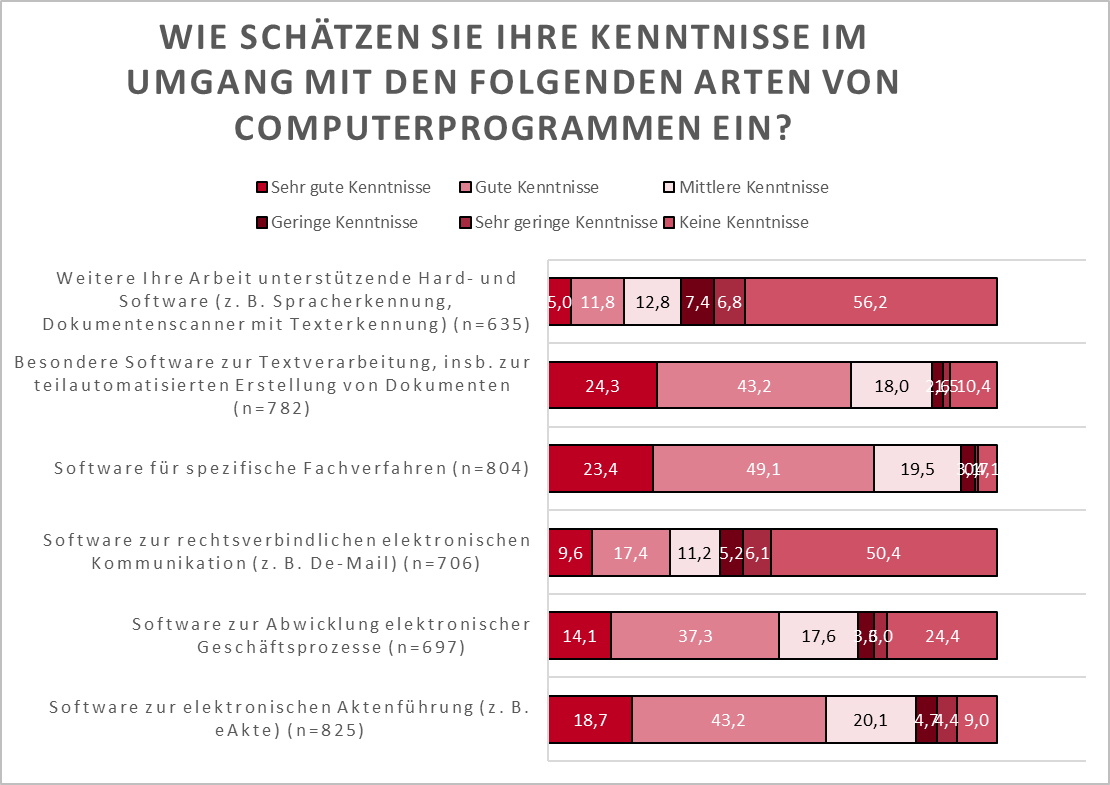 WIE SCHÄTZEN SIE IHRE KENNTNISSE IM
UMGANG MIT DEN FOLGENDEN ARTEN VON
COMPUTERPROGRAMMEN EIN?
Sehr gute Kenntnisse Gute Kenntnisse Mittlere Kenntnisse
Geringe Kenntnisse Sehr geringe Kenntnisse Keine Kenntnisse
Weitere Ihre Arbeit unterstützende Hard- und
Software (z. B. Spracherkennung,
Dokumentenscanner mit Texterkennung) (n=635)
5,0 11,8 12,8 7,4 6,8 56,2
Besondere Software zur Textverarbeitung, insb. zur
teilautomatisierten Erstellung von Dokumenten
(n=782)
24,3 43,2 18,0 10,4
Software für spezifische Fachverfahren (n=804)
23,4 49,1 19,5
Software zur rechtsverbindlichen elektronischen
Kommunikation (z. B. De-Mail) (n=706)
9,6 17,4 11,2 5,2 6,1 50,4
Software zur Abwicklung elektronischer
Geschäftsprozesse (n=697)
14,1 37,3 17,6 24,4
Software zur elektronischen Aktenführung (z. B.
eAkte) (n=825)
18,7 43,2 20,1 4,7 4,4 9,0